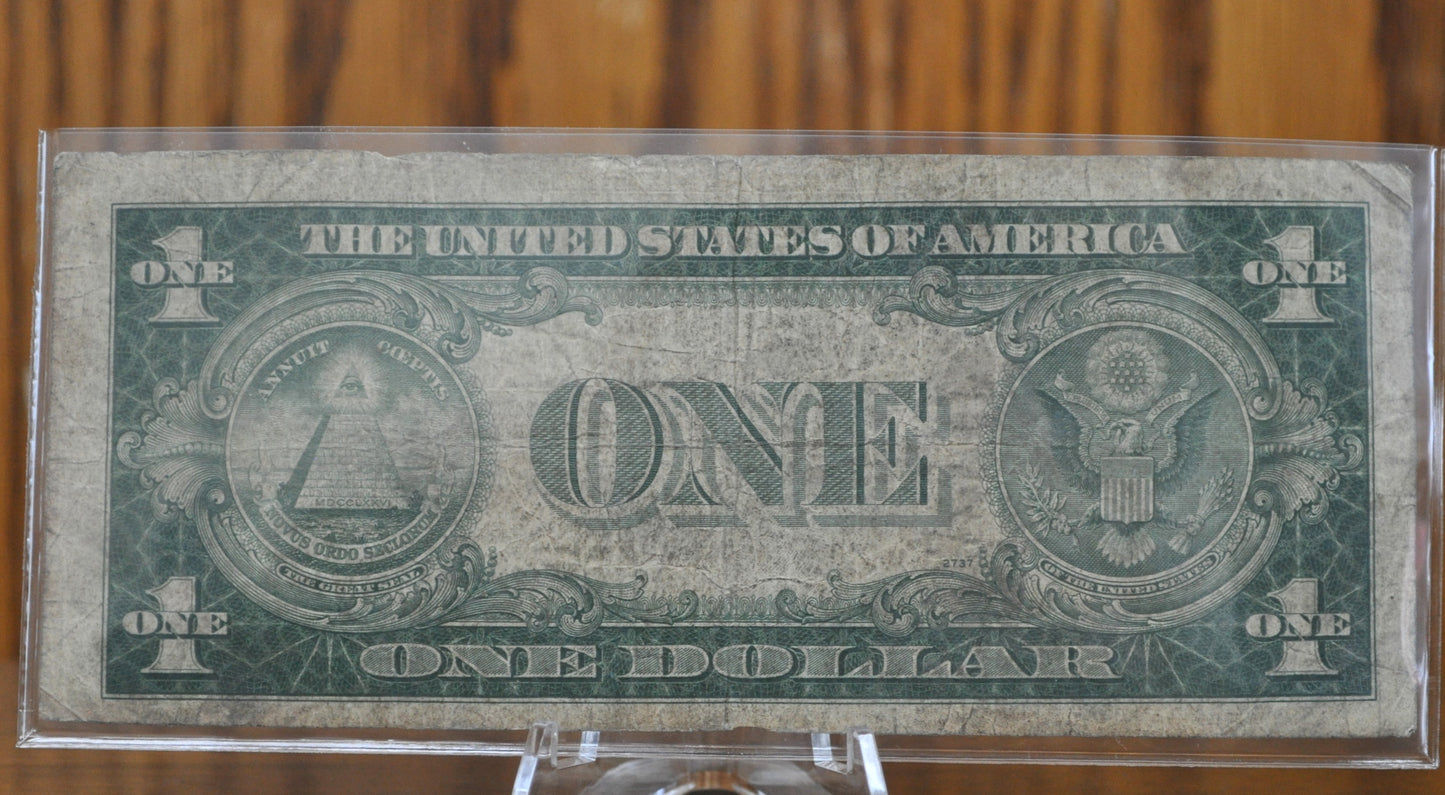 THE UNITED STATES OF AMERICA
1 ONE
1 ONE
ANNUIT CŒPTIS
MDCCLXXVI
NOVUS ORDO SECLORUM
THE GREAT SEAL
ONE
2737
OF THE UNITED STATES
1 ONE
1 ONE
ONE DOLLAR